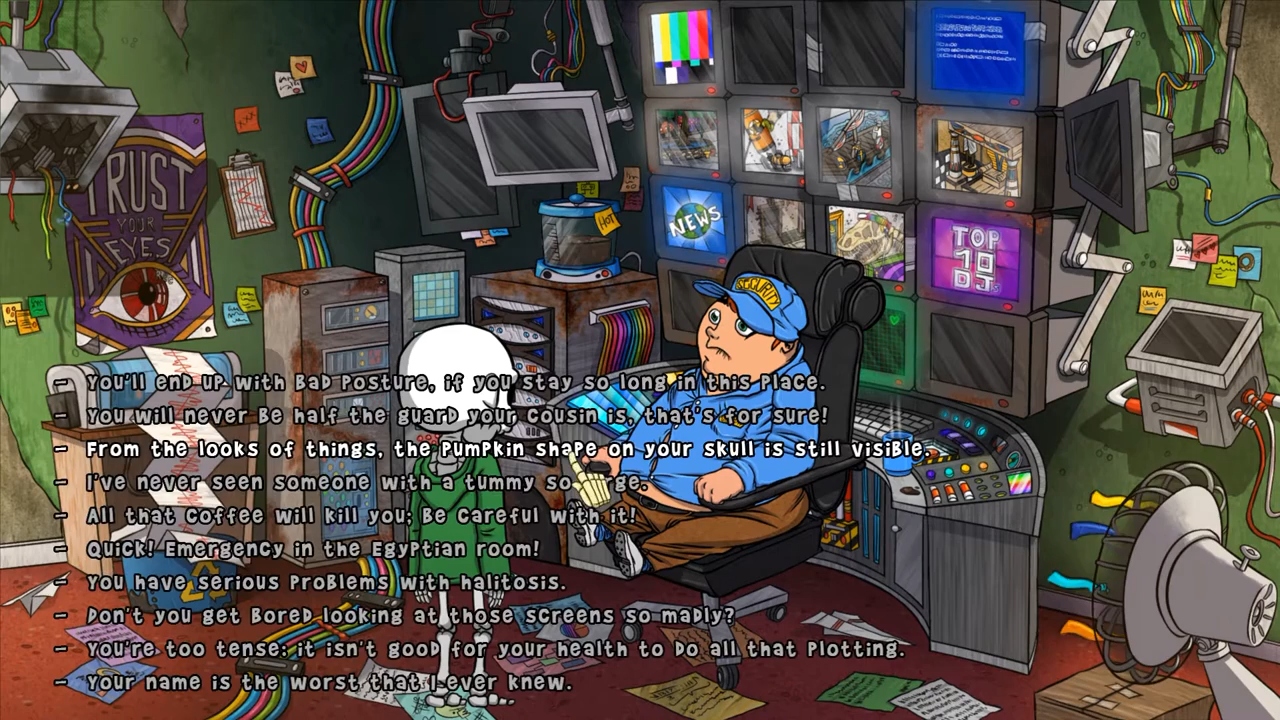 TRUST
YOUR
EYES
HOT
NEWS
TOP
10
DJs
SECURITY
- You'll end up with bad posture, if you stay so long in this place.
- You will never be half the guard your cousin is, that's for sure!
- From the looks of things, the pumpkin shape on your skull is still visible.
- I've never seen someone with a tummy so
- All that coffee will kill you; be careful with it!
- Quick! Emergency in the Egyptian room!
- You have serious problems with halitosis.
- Don't you get bored looking at those screens so madly?
- You're too tense; it isn't good for your health to do all that plotting.
- Your name is the worst that I ever knew.